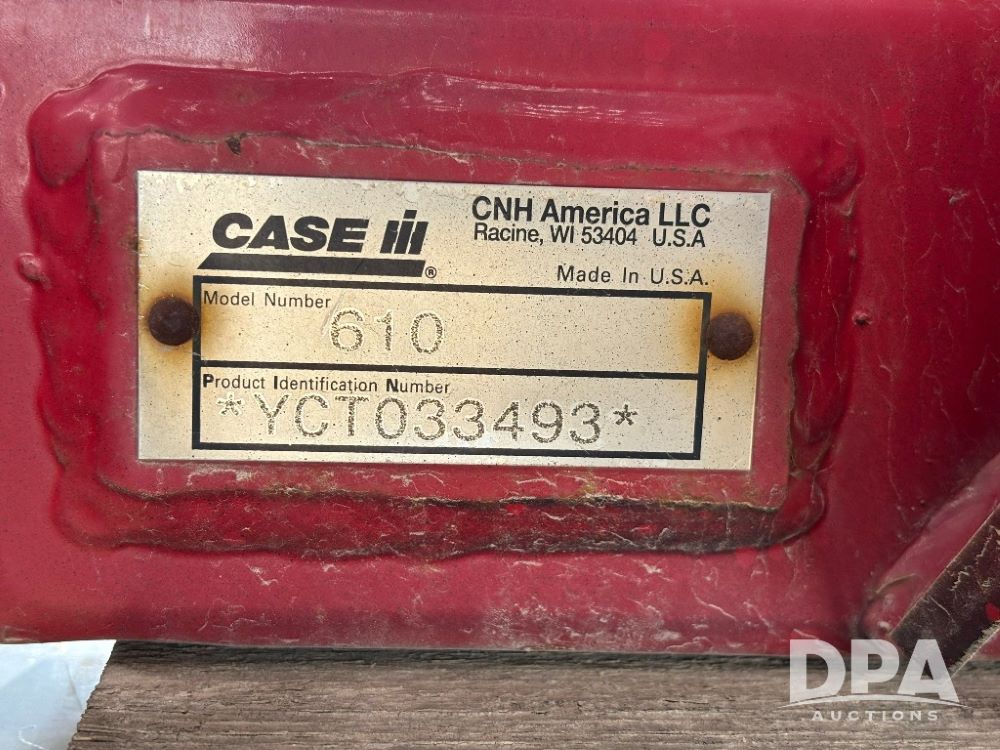 CASE IH ®
CNH America LLC
Racine, WI 53404 U.S.A
Made In U.S.A.
Model Number
610
Product Identification Number
*YCT033493*
DPA
AUCTIONS